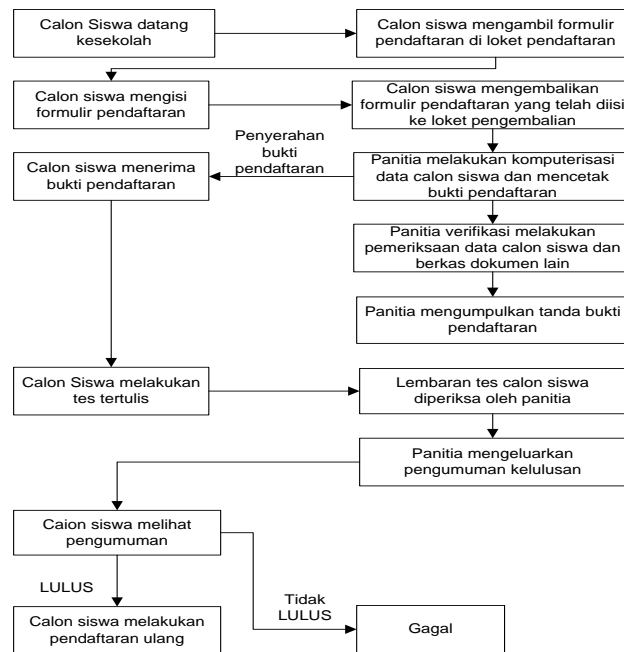 Calon Siswa datang
kesekolah
Calon siswa mengambil formulir
pendaftaran di loket pendaftaran
Calon siswa mengisi
formulir pendaftaran
Calon siswa mengembalikan
formulir pendaftaran yang telah diisi
ke loket pengembalian
Penyerahan
bukti
pendaftaran
Calon siswa menerima
bukti pendaftaran
Panitia melakukan komputerisasi
data calon siswa dan mencetak
bukti pendaftaran
Panitia verifikasi melakukan
pemeriksaan data calon siswa dan
berkas dokumen lain
Panitia mengumpulkan tanda bukti
pendaftaran
Calon Siswa melakukan
tes tertulis
Lembaran tes calon siswa
diperiksa oleh panitia
Panitia mengeluarkan
pengumuman kelulusan
Caion siswa melihat
pengumuman
LULUS
Tidak
LULUS
Calon siswa melakukan
pendaftaran ulang
Gagal